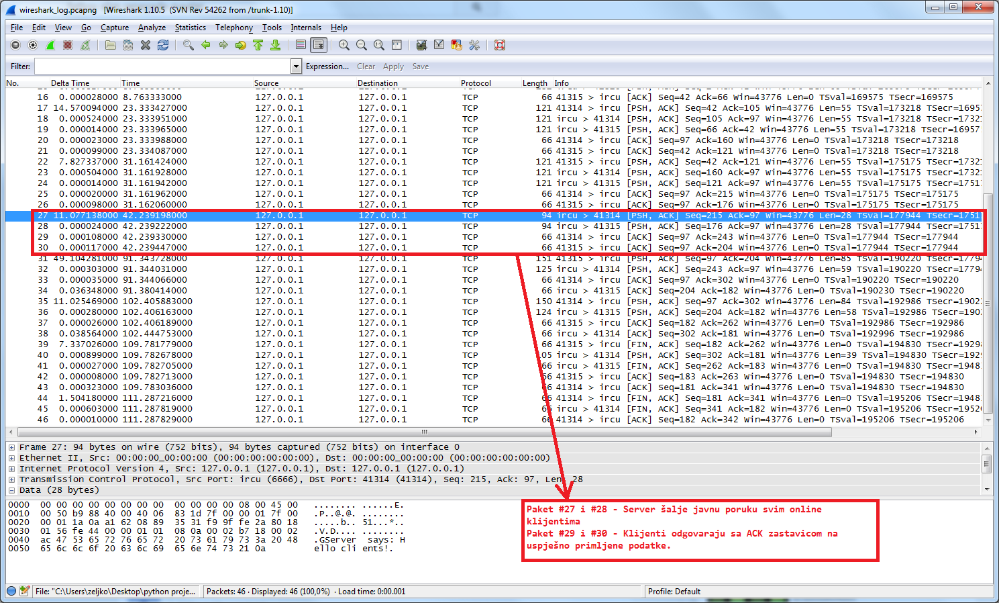 wireshark_log.pcapng   [Wireshark 1.10.5  (SVN Rev 54262 from /trunk-1.10)]
File Edit View Go Capture Analyze Statistics Telephony Tools Internals Help
Filter: Expression... Clear Apply Save
No. Delta Time Time Source Destination Protocol Length Info
16 0.000028000 8.763333000 127.0.0.1 127.0.0.1 TCP 66 41315 > ircu [ACK] Seq=42 Ack=66 Win=43776 Len=0 TSval=169575 TSecr=169575
17 14.570094000 23.333427000 127.0.0.1 127.0.0.1 TCP 121 41314 > ircu [PSH, ACK] Seq=42 Ack=105 Win=43776 Len=55 TSval=173218 TSecr=1695
18 0.000524000 23.333951000 127.0.0.1 127.0.0.1 TCP 121 ircu > 41314 [PSH, ACK] Seq=105 Ack=97 Win=43776 Len=55 TSval=173218 TSecr=1732
19 0.000014000 23.333965000 127.0.0.1 127.0.0.1 TCP 121 ircu > 41315 [PSH, ACK] Seq=66 Ack=42 Win=43776 Len=55 TSval=173218 TSecr=16957
20 0.000023000 23.333988000 127.0.0.1 127.0.0.1 TCP 66 41314 > ircu [ACK] Seq=97 Ack=160 Win=43776 Len=0 TSval=173218 TSecr=173218
21 0.000099000 23.334087000 127.0.0.1 127.0.0.1 TCP 66 41315 > ircu [ACK] Seq=42 Ack=121 Win=43776 Len=0 TSval=173218 TSecr=173218
22 7.827337000 31.161424000 127.0.0.1 127.0.0.1 TCP 121 41315 > ircu [PSH, ACK] Seq=42 Ack=121 Win=43776 Len=55 TSval=175175 TSecr=1732
23 0.000504000 31.161928000 127.0.0.1 127.0.0.1 TCP 121 ircu > 41314 [PSH, ACK] Seq=160 Ack=97 Win=43776 Len=55 TSval=175175 TSecr=1732
24 0.000014000 31.161942000 127.0.0.1 127.0.0.1 TCP 121 ircu > 41315 [PSH, ACK] Seq=121 Ack=97 Win=43776 Len=55 TSval=175175 TSecr=1751
25 0.000020000 31.161962000 127.0.0.1 127.0.0.1 TCP 66 41314 > ircu [ACK] Seq=97 Ack=215 Win=43776 Len=0 TSval=175175 TSecr=175175
26 0.000098000 31.162060000 127.0.0.1 127.0.0.1 TCP 66 41315 > ircu [ACK] Seq=97 Ack=176 Win=43776 Len=0 TSval=175175 TSecr=175175
27 11.077138000 42.239198000 127.0.0.1 127.0.0.1 TCP 94 ircu > 41314 [PSH, ACK] Seq=215 Ack=97 Win=43776 Len=28 TSval=177944 TSecr=1751
28 0.000024000 42.239222000 127.0.0.1 127.0.0.1 TCP 94 ircu > 41315 [PSH, ACK] Seq=176 Ack=97 Win=43776 Len=28 TSval=177944 TSecr=1751
29 0.000108000 42.239330000 127.0.0.1 127.0.0.1 TCP 66 41314 > ircu [ACK] Seq=97 Ack=243 Win=43776 Len=0 TSval=177944 TSecr=177944
30 0.000117000 42.239447000 127.0.0.1 127.0.0.1 TCP 66 41315 > ircu [ACK] Seq=97 Ack=204 Win=43776 Len=0 TSval=177944 TSecr=177944
31 49.104281000 91.343728000 127.0.0.1 127.0.0.1 TCP 151 41315 > ircu [PSH, ACK] Seq=97 Ack=204 Win=43776 Len=85 TSval=190220 TSecr=1779
32 0.000303000 91.344031000 127.0.0.1 127.0.0.1 TCP 125 ircu > 41314 [PSH, ACK] Seq=243 Ack=97 Win=43776 Len=59 TSval=190220 TSecr=1779
33 0.000035000 91.344066000 127.0.0.1 127.0.0.1 TCP 66 41314 > ircu [ACK] Seq=97 Ack=302 Win=43776 Len=0 TSval=190220 TSecr=190220
34 0.036348000 91.380414000 127.0.0.1 127.0.0.1 TCP 66 ircu > 41315 [ACK] Seq=204 Ack=182 Win=43776 Len=0 TSval=190230 TSecr=190220
35 11.025469000 102.405883000 127.0.0.1 127.0.0.1 TCP 150 41314 > ircu [PSH, ACK] Seq=97 Ack=302 Win=43776 Len=84 TSval=192986 TSecr=1902
36 0.000280000 102.406163000 127.0.0.1 127.0.0.1 TCP 124 ircu > 41315 [PSH, ACK] Seq=204 Ack=182 Win=43776 Len=58 TSval=192986 TSecr=190
37 0.000026000 102.406189000 127.0.0.1 127.0.0.1 TCP 66 41315 > ircu [ACK] Seq=182 Ack=262 Win=43776 Len=0 TSval=192986 TSecr=192986
38 0.038564000 102.444753000 127.0.0.1 127.0.0.1 TCP 66 ircu > 41314 [ACK] Seq=302 Ack=181 Win=43776 Len=0 TSval=192996 TSecr=192986
39 7.337026000 109.781779000 127.0.0.1 127.0.0.1 TCP 66 41315 > ircu [FIN, ACK] Seq=182 Ack=262 Win=43776 Len=0 TSval=194830 TSecr=1929
40 0.000899000 109.782678000 127.0.0.1 127.0.0.1 TCP 105 ircu > 41314 [PSH, ACK] Seq=302 Ack=181 Win=43776 Len=39 TSval=194830 TSecr=192
41 0.000027000 109.782705000 127.0.0.1 127.0.0.1 TCP 66 ircu > 41315 [FIN, ACK] Seq=262 Ack=183 Win=43776 Len=0 TSval=194830 TSecr=1948
42 0.000008000 109.782713000 127.0.0.1 127.0.0.1 TCP 66 41315 > ircu [ACK] Seq=183 Ack=263 Win=43776 Len=0 TSval=194830 TSecr=194830
43 0.000323000 109.783036000 127.0.0.1 127.0.0.1 TCP 66 41314 > ircu [ACK] Seq=181 Ack=341 Win=43776 Len=0 TSval=194830 TSecr=194830
44 1.504180000 111.287216000 127.0.0.1 127.0.0.1 TCP 66 41314 > ircu [FIN, ACK] Seq=181 Ack=341 Win=43776 Len=0 TSval=195206 TSecr=1948
45 0.000603000 111.287819000 127.0.0.1 127.0.0.1 TCP 66 ircu > 41314 [FIN, ACK] Seq=341 Ack=182 Win=43776 Len=0 TSval=195206 TSecr=1952
46 0.000010000 111.287829000 127.0.0.1 127.0.0.1 TCP 66 41314 > ircu [ACK] Seq=182 Ack=342 Win=43776 Len=0 TSval=195206 TSecr=195206
Frame 27: 94 bytes on wire (752 bits), 94 bytes captured (752 bits) on interface 0
Ethernet II, Src: 00:00:00_00:00:00 (00:00:00:00:00:00), Dst: 00:00:00_00:00:00 (00:00:00:00:00:00)
Internet Protocol Version 4, Src: 127.0.0.1 (127.0.0.1), Dst: 127.0.0.1 (127.0.0.1)
Transmission Control Protocol, Src Port: ircu (6666), Dst Port: 41314 (41314), Seq: 215, Ack: 97, Len: 28
Data (28 bytes)
0000 00 00 00 00 00 00 00 00 00 00 00 00 08 00 45 00 ........ ......E.
0010 00 50 b9 88 40 00 40 06 83 1d 7f 00 00 01 7f 00 .P..@.@. ........
0020 00 01 1a 0a a1 62 08 89 35 31 f9 9f fe 2a 80 18 .....b.. 51...*..
0030 01 56 fe 44 00 00 01 01 08 0a 00 02 b7 18 00 02 .V.D.... ........
0040 ac 47 53 65 72 76 65 72 20 73 61 79 73 3a 20 48 .GServer says: H
0050 65 6c 6c 6f 20 63 6c 69 65 6e 74 73 21 0a ello cli ents!.
Paket #27 i #28 - Server šalje javnu poruku svim online
klijentima
Paket #29 i #30 - Klijenti odgovaraju sa ACK zastavicom na
uspješno primljene podatke.
File: "C:\Users\zeljko\Desktop\python proje... Packets: 46 · Displayed: 46 (100,0%) · Load time: 0:00.001 Profile: Default